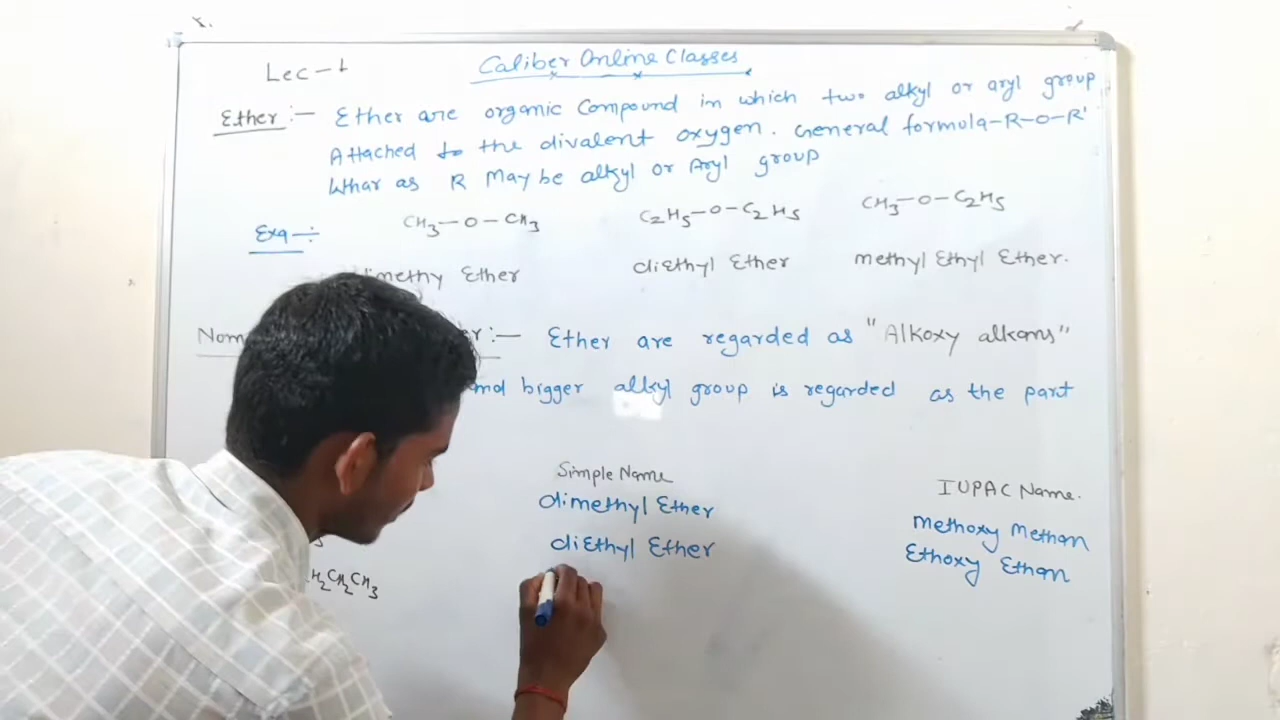 Lec-1
Caliber Online Classes
Ether :- Ether are organic Compound in which two alkyl or aryl group
Attached to the divalent oxygen. General formula-R-O-R'
Whar as R May be alkyl or Aryl group
Exa÷
CH3-O-CH3
C2H5-O-C2H5
CH3-O-C2H5
Ether
diEthyl Ether
methyl Ethyl Ether.
:- Ether are regarded as "Alkoxy alkans"
bigger alkyl group is regarded as the part
Simple Name
IUPAC Name.
dimethyl Ether
Methoxy Methan
diEthyl Ether
Ethoxy Ethan
H2CH2CH3